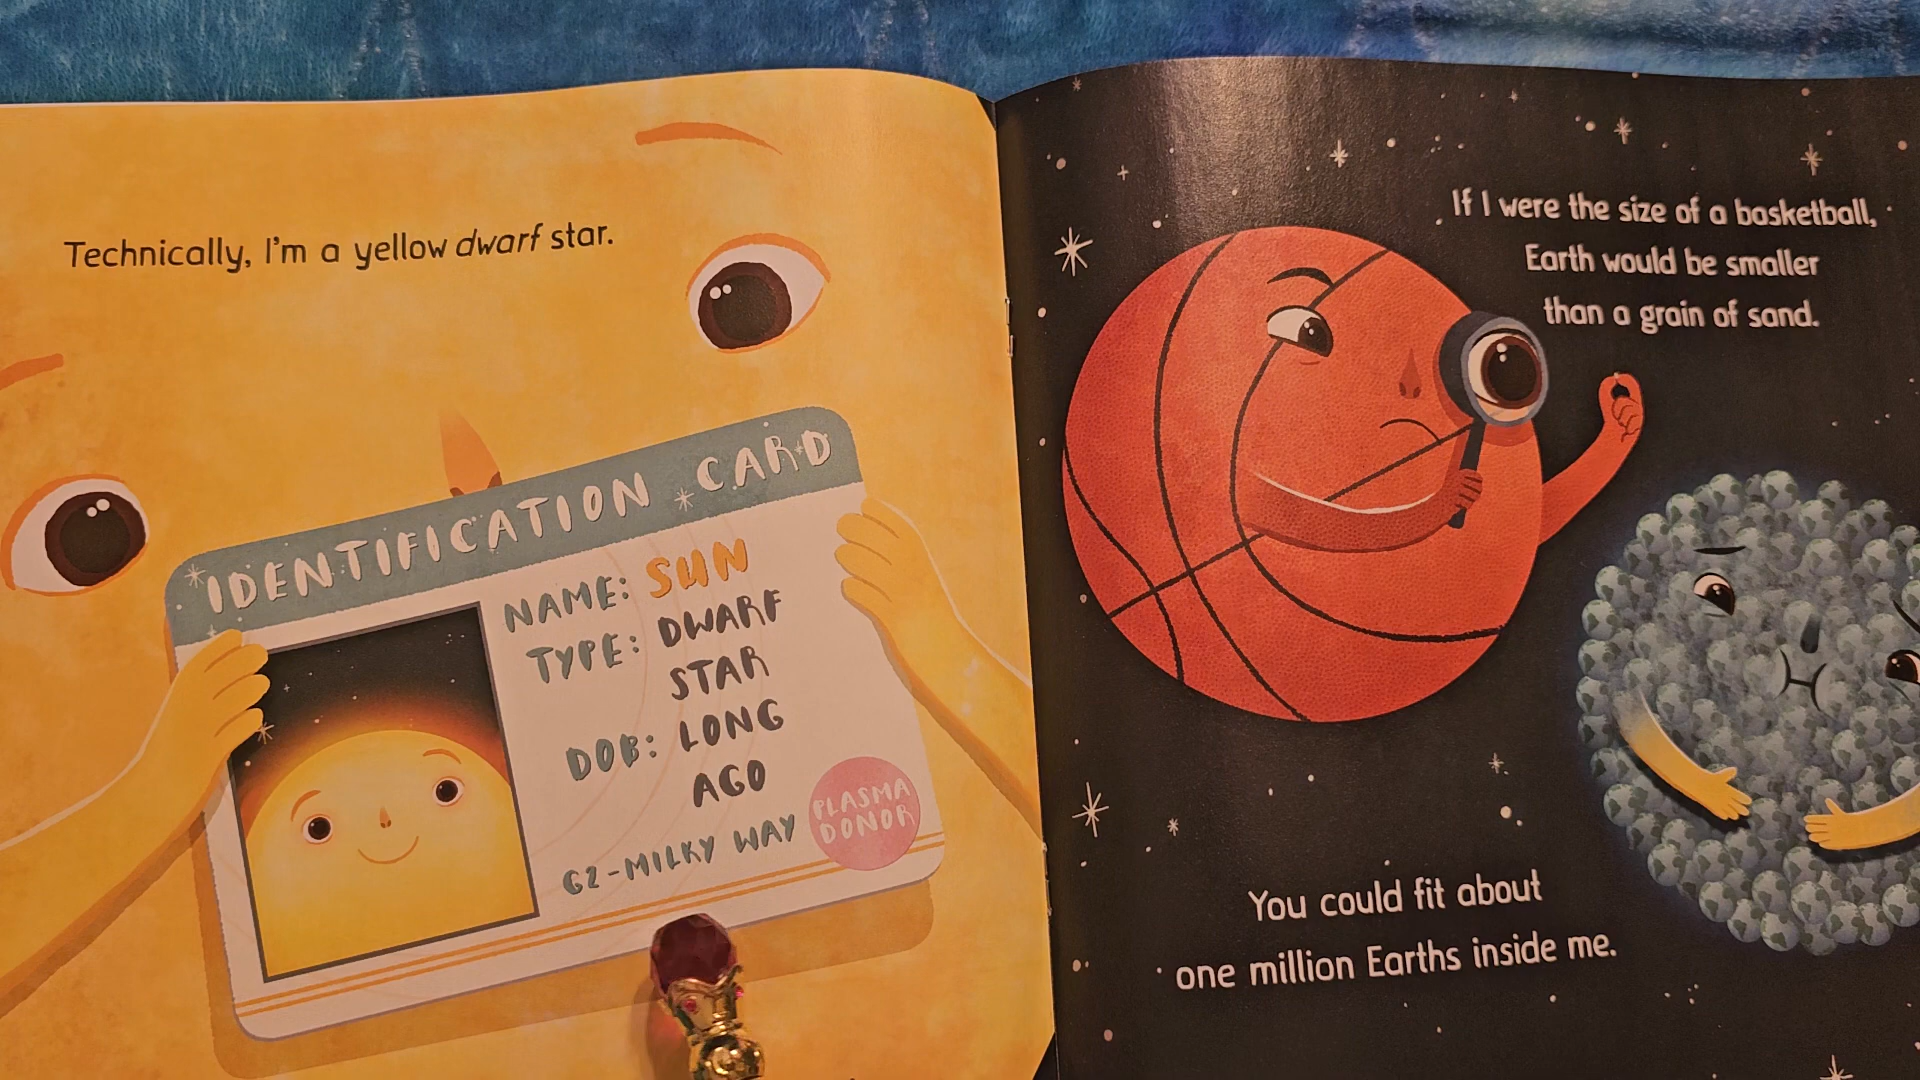 Technically, I'm a yellow dwarf star.
IDENTIFICATION CARD
NAME: SUN
TYPE: DWARF
STAR
DOB: LONG
AGO
G2-MILKY WAY
PLASMA
DONOR
If I were the size of a basketball,
Earth would be smaller
than a grain of sand.
You could fit about
one million Earths inside me.